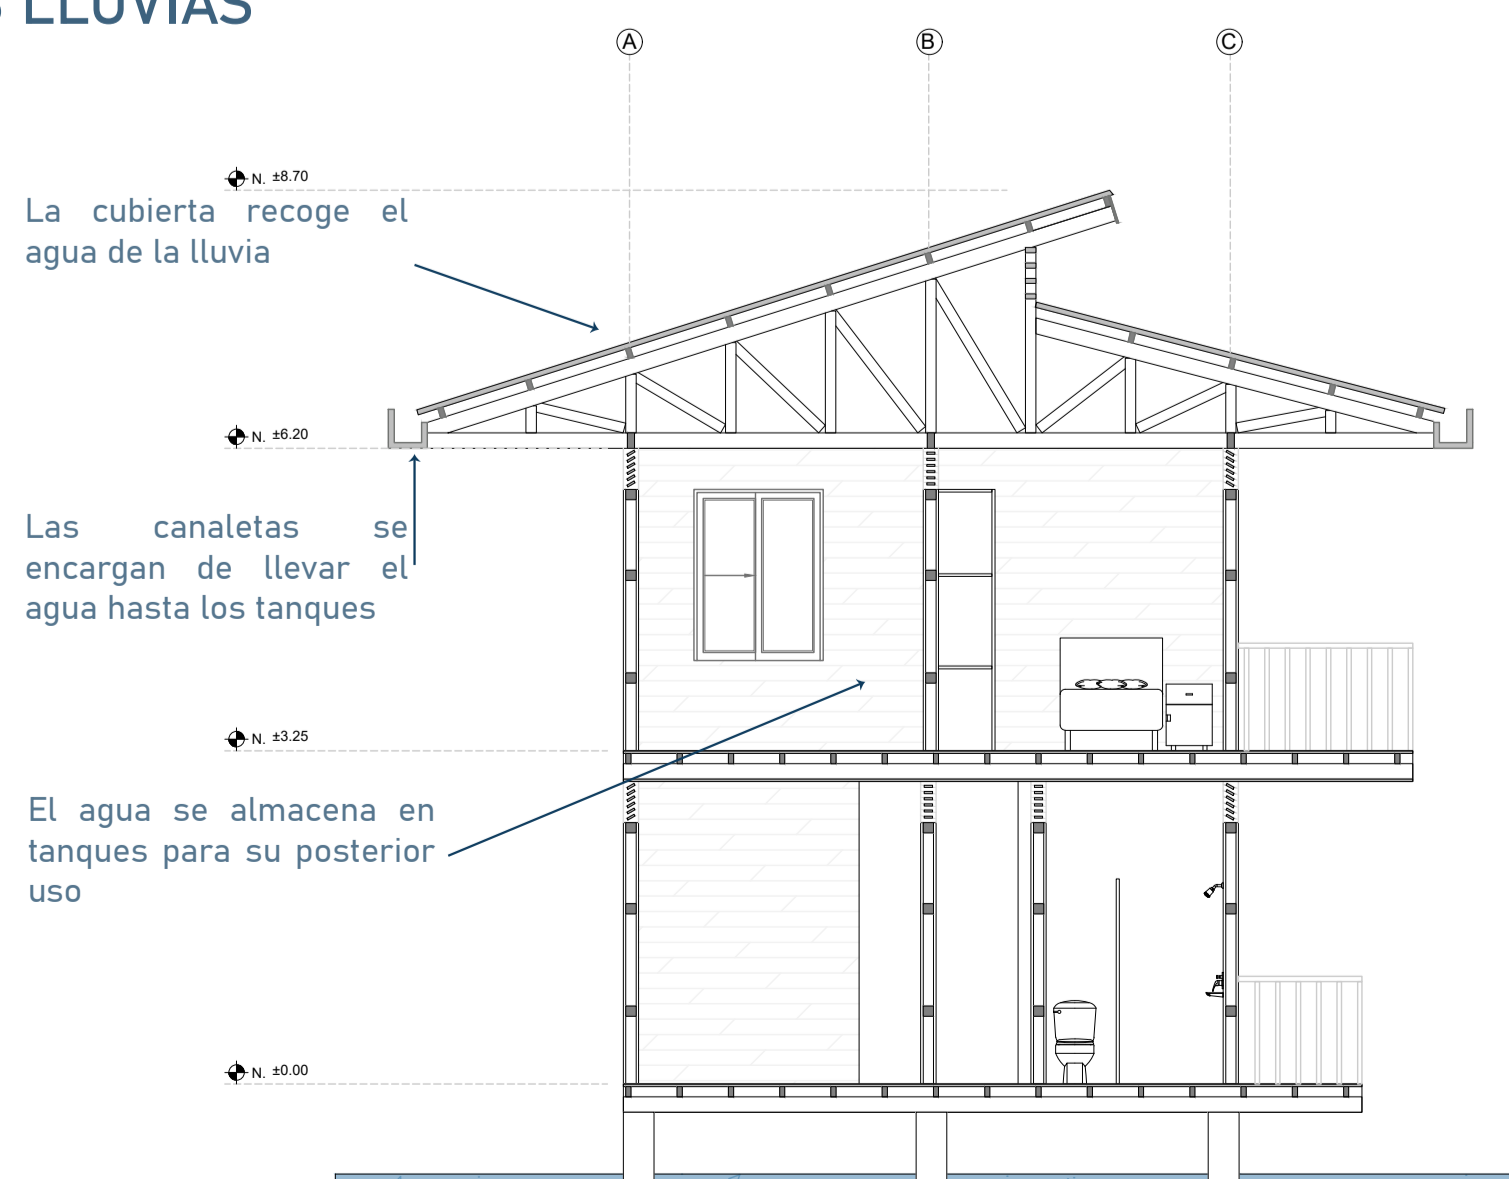 LLUVIAS
A B C
N. ±8.70
La cubierta recoge el
agua de la lluvia
N. ±6.20
Las canaletas se
encargan de llevar el
agua hasta los tanques
N. ±3.25
El agua se almacena en
tanques para su posterior
uso
N. ±0.00